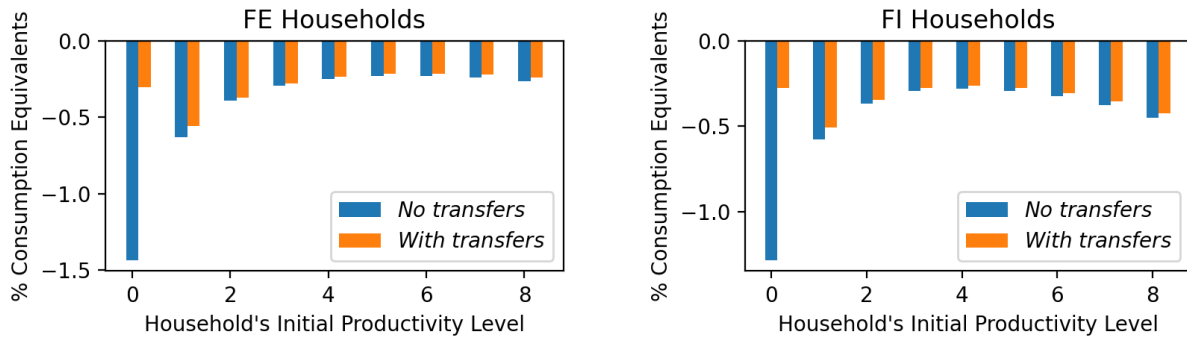 FE Households
% Consumption Equivalents
0.0
−0.5
−1.0
−1.5
No transfers
With transfers
0 2 4 6 8
Household's Initial Productivity Level
FI Households
% Consumption Equivalents
0.0
−0.5
−1.0
No transfers
With transfers
0 2 4 6 8
Household's Initial Productivity Level